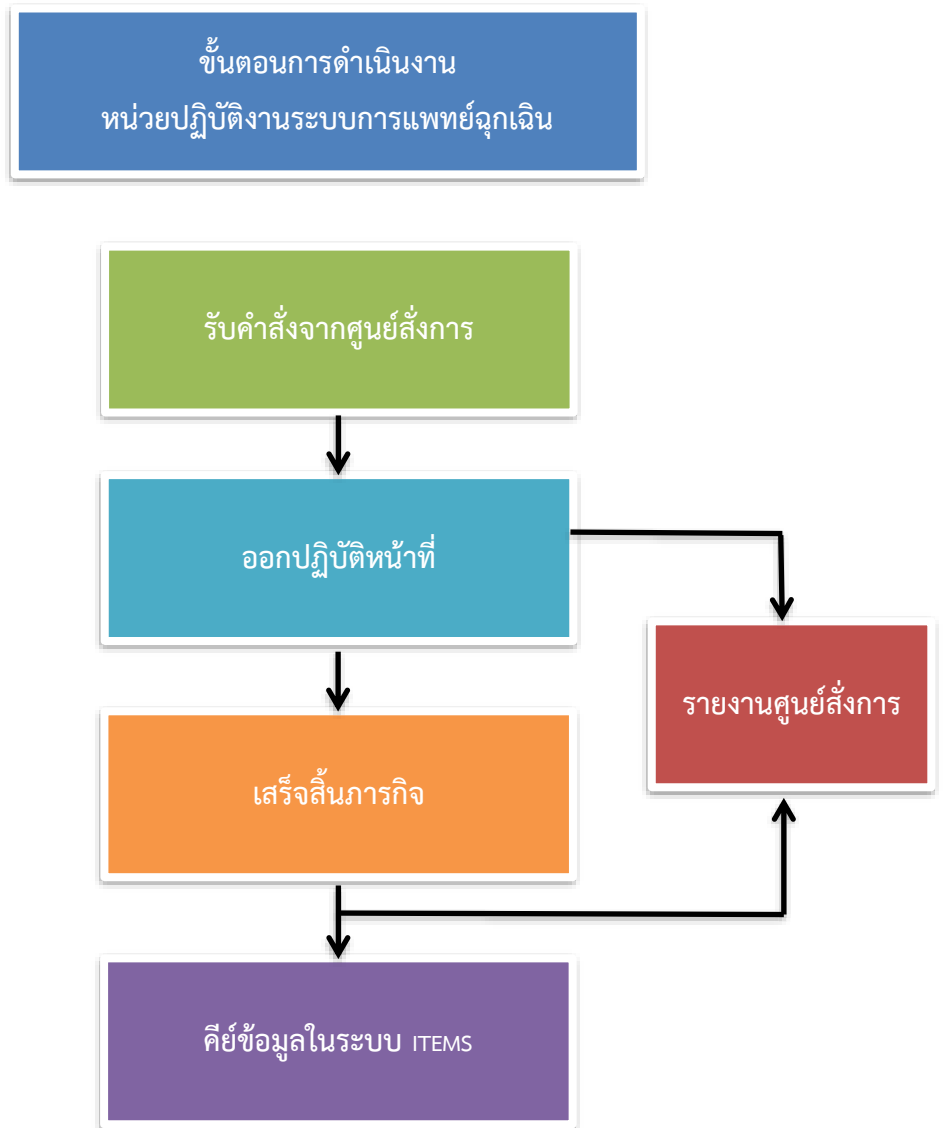 ขั้นตอนการดำเนินงาน
หน่วยปฏิบัติงานระบบการแพทย์ฉุกเฉิน
รับคำสั่งจากศูนย์สั่งการ
ออกปฏิบัติหน้าที่
รายงานศูนย์สั่งการ
เสร็จสิ้นภารกิจ
คีย์ข้อมูลในระบบ ITEMS